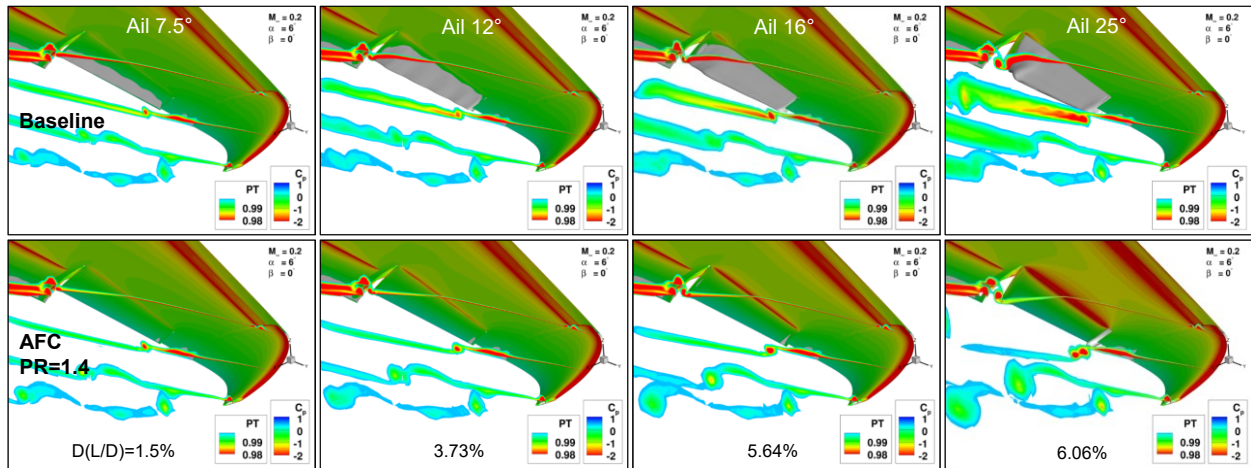 Ail 7.5°
M∞ = 0.2
α = 6°
β = 0°
Baseline
PT
0.99
0.98
Cp
1
0
-1
-2
Ail 12°
M∞ = 0.2
α = 6°
β = 0°
PT
0.99
0.98
Cp
1
0
-1
-2
Ail 16°
M∞ = 0.2
α = 6°
β = 0°
PT
0.99
0.98
Cp
1
0
-1
-2
Ail 25°
M∞ = 0.2
α = 6°
β = 0°
PT
0.99
0.98
Cp
1
0
-1
-2
M∞ = 0.2
α = 6°
β = 0°
AFC
PR=1.4
PT
0.99
0.98
Cp
1
0
-1
-2
D(L/D)=1.5%
M∞ = 0.2
α = 6°
β = 0°
PT
0.99
0.98
Cp
1
0
-1
-2
3.73%
M∞ = 0.2
α = 6°
β = 0°
PT
0.99
0.98
Cp
1
0
-1
-2
5.64%
M∞ = 0.2
α = 6°
β = 0°
PT
0.99
0.98
Cp
1
0
-1
-2
6.06%